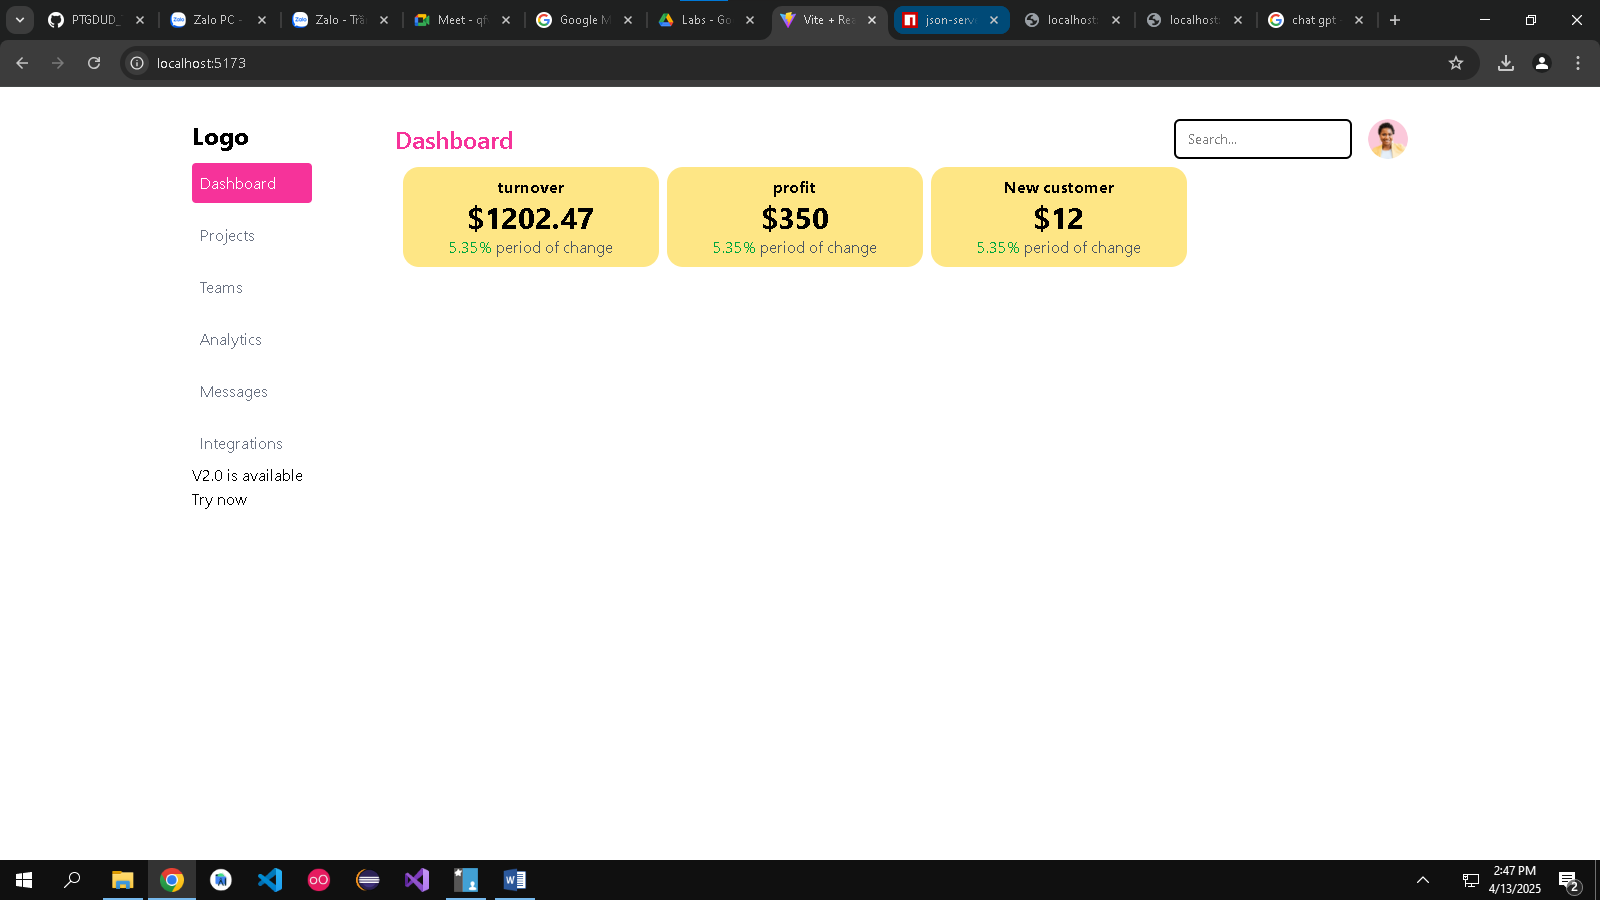 PTGDUD_
Zalo PC -
Zalo - Trầ
Meet - qf
Google M
Labs - Go
Vite + Rea
json-serv
localhost:
localhost:
chat gpt
localhost:5173
Logo
Dashboard
Projects
Teams
Analytics
Messages
Integrations
V2.0 is available
Try now
Dashboard
Search...
turnover
$1202.47
5.35% period of change
profit
$350
5.35% period of change
New customer
$12
5.35% period of change
2:47 PM
4/13/2025
2